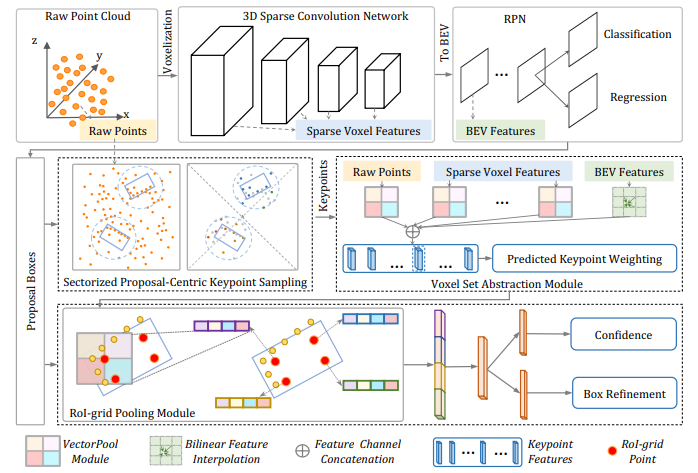 Raw Point Cloud
z
y
x
Raw Points
Voxelization
3D Sparse Convolution Network
Sparse Voxel Features
To BEV
RPN
Classification
Regression
BEV Features
Proposal Boxes
Sectorized Proposal-Centric Keypoint Sampling
Keypoints
Raw Points
Sparse Voxel Features
BEV Features
Predicted Keypoint Weighting
Voxel Set Abstraction Module
RoI-grid Pooling Module
Confidence
Box Refinement
VectorPool
Module
Bilinear Feature
Interpolation
Feature Channel
Concatenation
Keypoint
Features
RoI-grid
Point